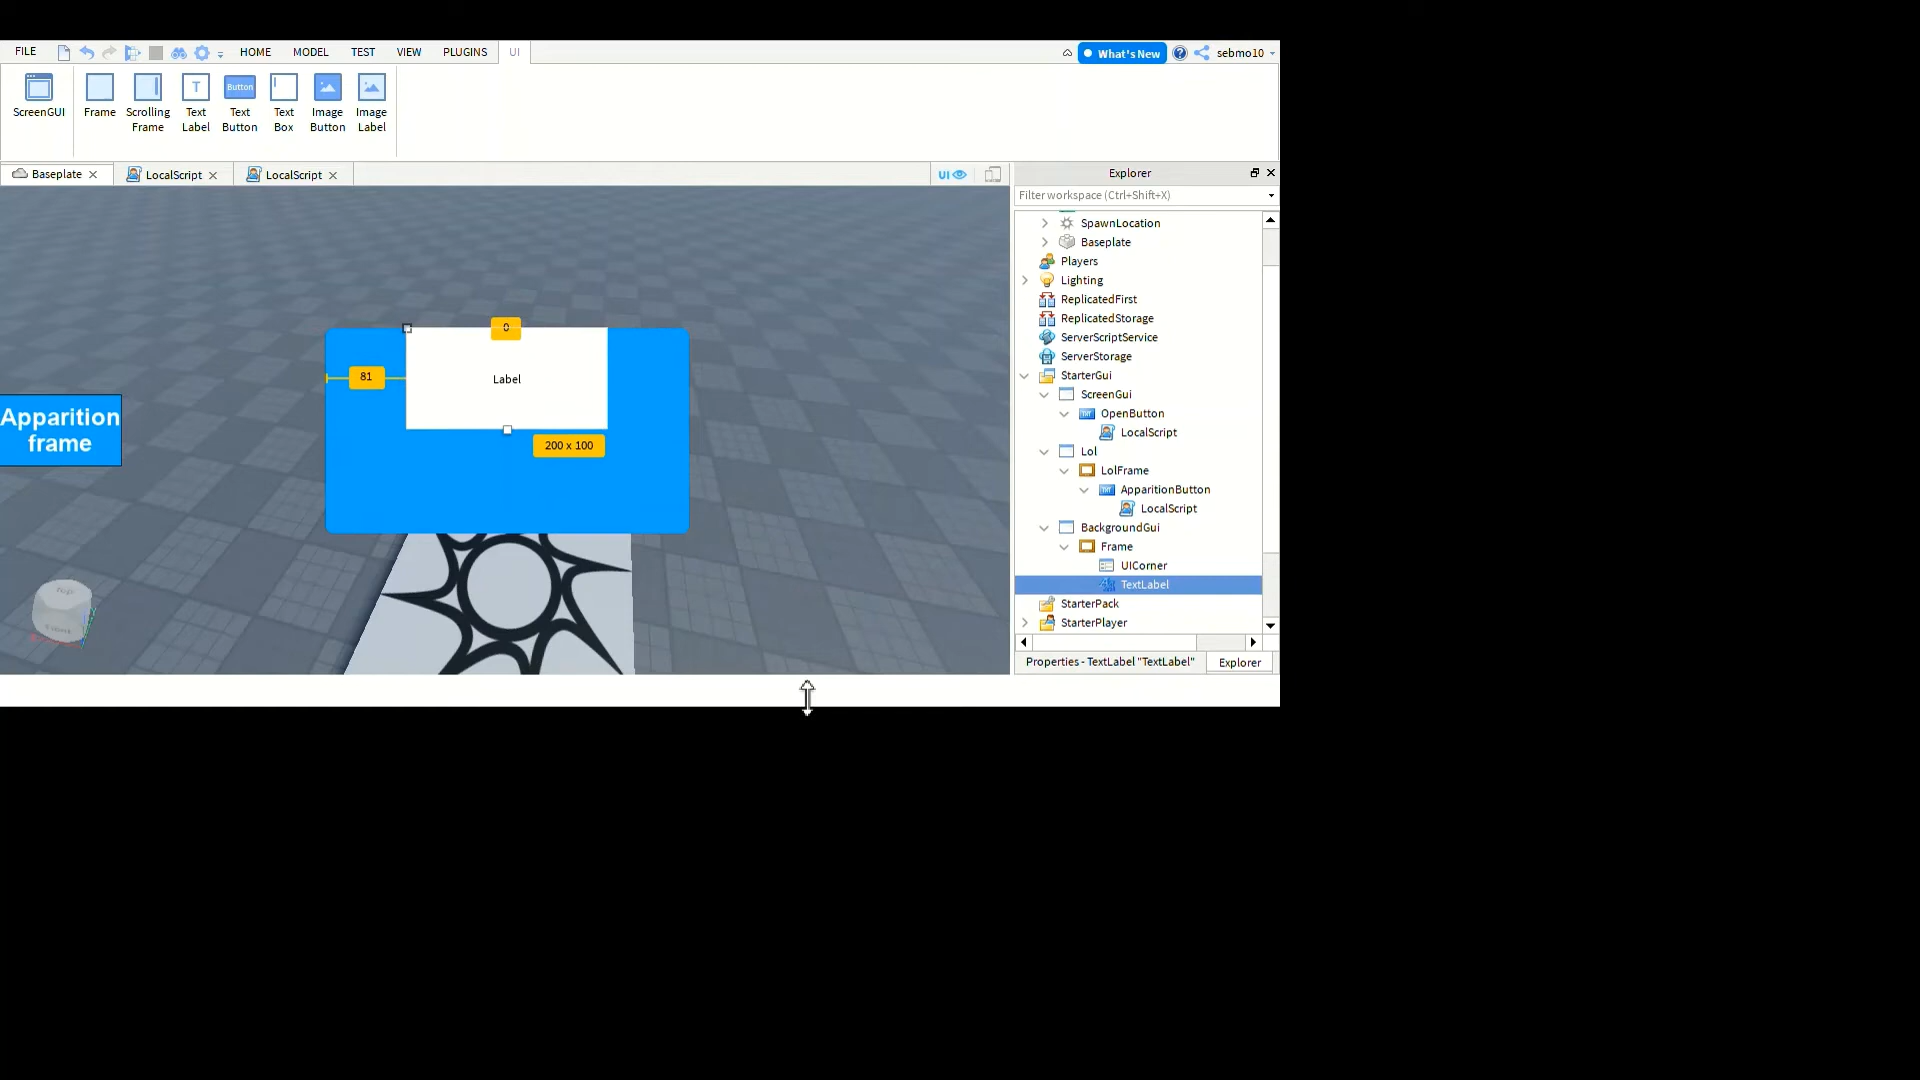 FILE
HOME
MODEL
TEST
VIEW
PLUGINS
UI
What's New
sebmo10
ScreenGUI
Frame
Scrolling
Frame
Text
Label
Button
Text
Button
Text
Box
Image
Button
Image
Label
Baseplate
LocalScript
LocalScript
UI
Explorer
Filter workspace (Ctrl+Shift+X)
SpawnLocation
Baseplate
Players
Lighting
ReplicatedFirst
ReplicatedStorage
ServerScriptService
ServerStorage
StarterGui
ScreenGui
OpenButton
LocalScript
Lol
LolFrame
ApparitionButton
LocalScript
BackgroundGui
Frame
UICorner
TextLabel
StarterPack
StarterPlayer
Properties - TextLabel "TextLabel"
Explorer
0
81
Label
200 x 100
Apparition
frame